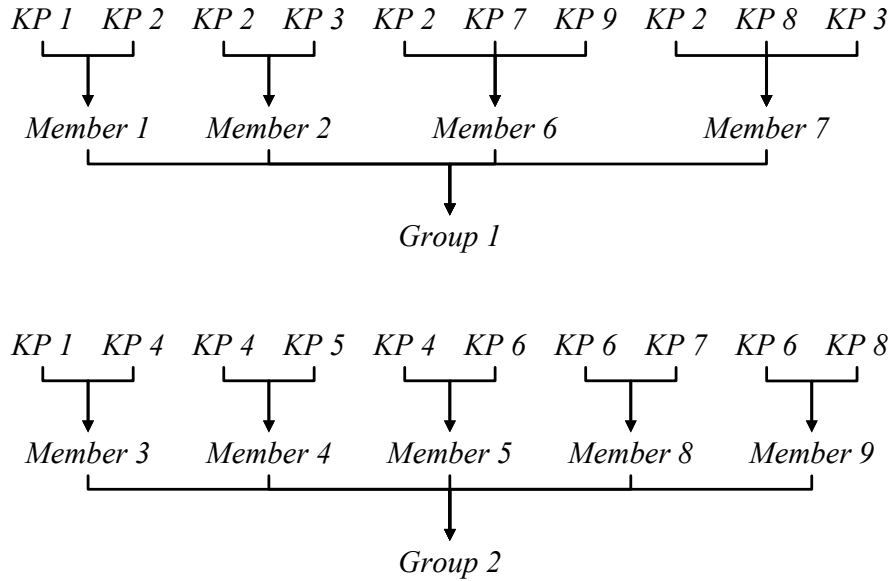 KP 1 KP 2 KP 2 KP 3 KP 2 KP 7 KP 9 KP 2 KP 8 KP 3
Member 1 Member 2 Member 6 Member 7
Group 1
KP 1 KP 4 KP 4 KP 5 KP 4 KP 6 KP 6 KP 7 KP 6 KP 8
Member 3 Member 4 Member 5 Member 8 Member 9
Group 2